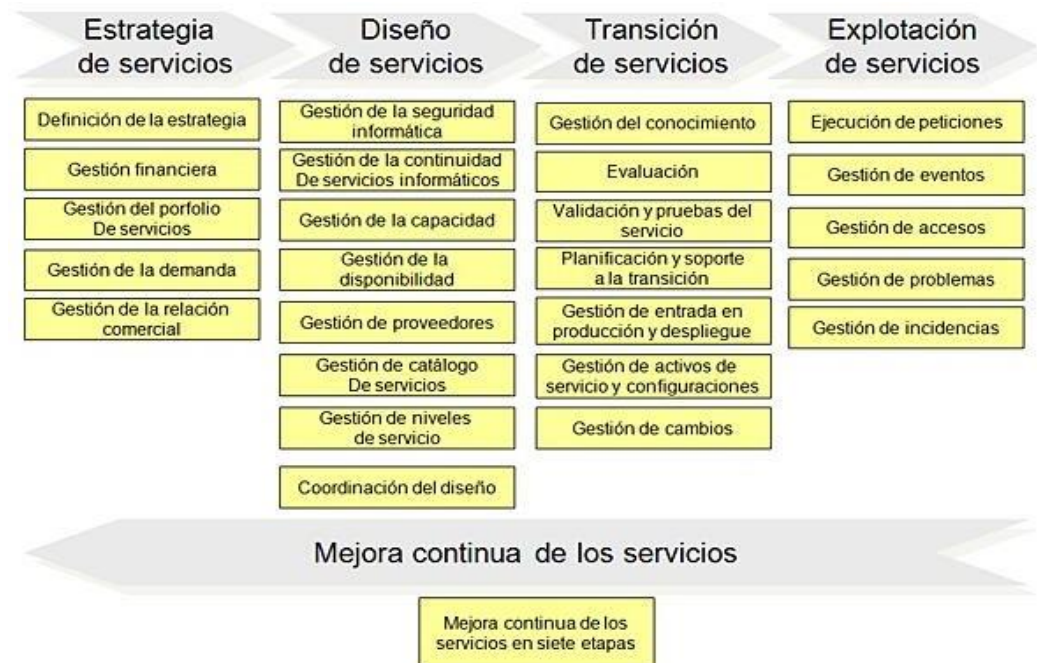 Estrategia
de servicios
Definición de la estrategia
Gestión financiera
Gestión del porfolio
De servicios
Gestión de la demanda
Gestión de la relación
comercial
Diseño
de servicios
Gestión de la seguridad
informática
Gestión de la continuidad
De servicios informáticos
Gestión de la capacidad
Gestión de la
disponibilidad
Gestión de proveedores
Gestión de catálogo
De servicios
Gestión de niveles
de servicio
Coordinación del diseño
Transición
de servicios
Gestión del conocimiento
Evaluación
Validación y pruebas del
servicio
Planificación y soporte
a la transición
Gestión de entrada en
producción y despliegue
Gestión de activos de
servicio y configuraciones
Gestión de cambios
Explotación
de servicios
Ejecución de peticiones
Gestión de eventos
Gestión de accesos
Gestión de problemas
Gestión de incidencias
Mejora continua de los servicios
Mejora continua de los
servicios en siete etapas